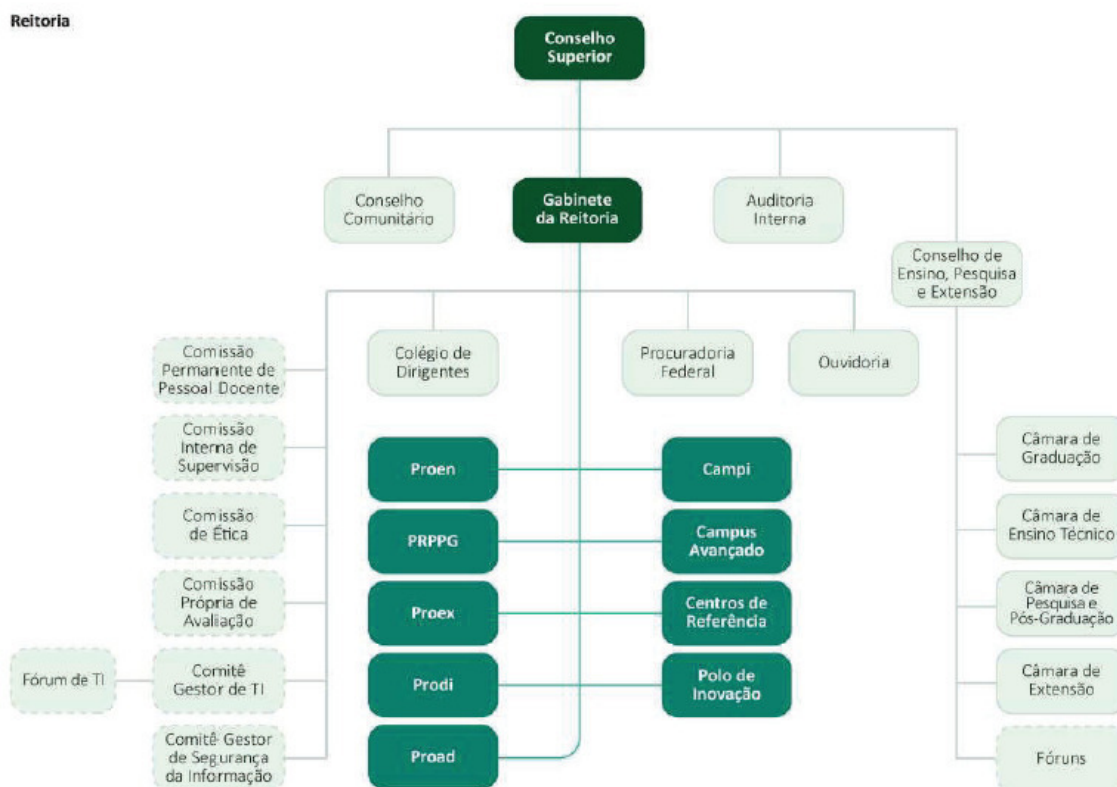 Reitoria
Conselho
Superior
Conselho
Comunitário
Gabinete
da Reitoria
Auditoria
Interna
Conselho de
Ensino, Pesquisa
e Extensão
Comissão
Permanente de
Pessoal Docente
Colégio de
Dirigentes
Procuradoria
Federal
Ouvidoria
Comissão
Interna de
Supervisão
Proen
Campi
Câmara de
Graduação
Comissão
de Ética
PRPPG
Campus
Avançado
Câmara de
Ensino Técnico
Comissão
Própria de
Avaliação
Proex
Centros de
Referência
Câmara de
Pesquisa e
Pós-Graduação
Fórum de TI
Comitê
Gestor de TI
Prodi
Polo de
Inovação
Câmara de
Extensão
Comitê Gestor
de Segurança
da Informação
Proad
Fóruns